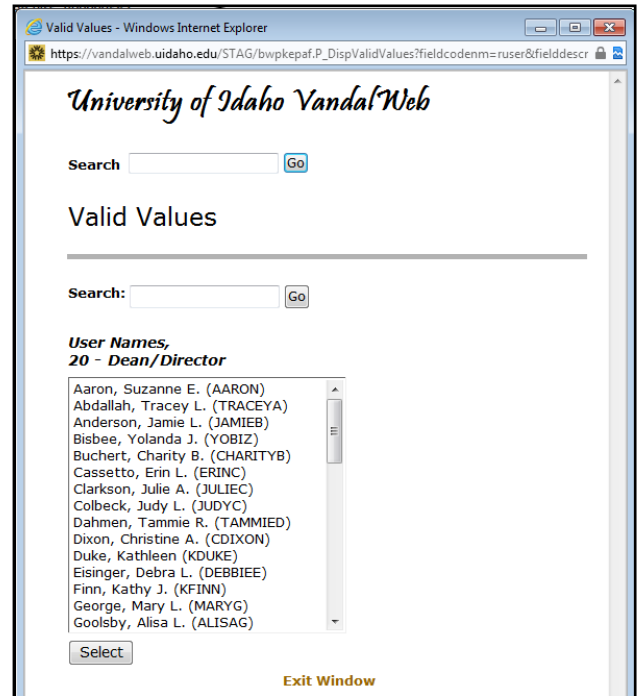 Valid Values - Windows Internet Explorer
https://vandalweb.uidaho.edu/STAG/bwpkepaf.P_DispValidValues?fieldcodenm=ruser&fielddescr
University of Idaho VandalWeb
Search Go
Valid Values
Search: Go
User Names,
20 - Dean/Director
Aaron, Suzanne E. (AARON)
Abdallah, Tracey L. (TRACEYA)
Anderson, Jamie L. (JAMIEB)
Bisbee, Yolanda J. (YOBIZ)
Buchert, Charity B. (CHARITYB)
Cassetto, Erin L. (ERINC)
Clarkson, Julie A. (JULIEC)
Colbeck, Judy L. (JUDYC)
Dahmen, Tammie R. (TAMMIED)
Dixon, Christine A. (CDIXON)
Duke, Kathleen (KDUKE)
Eisinger, Debra L. (DEBBIEE)
Finn, Kathy J. (KFINN)
George, Mary L. (MARYG)
Goolsby, Alisa L. (ALISAG)
Select
Exit Window